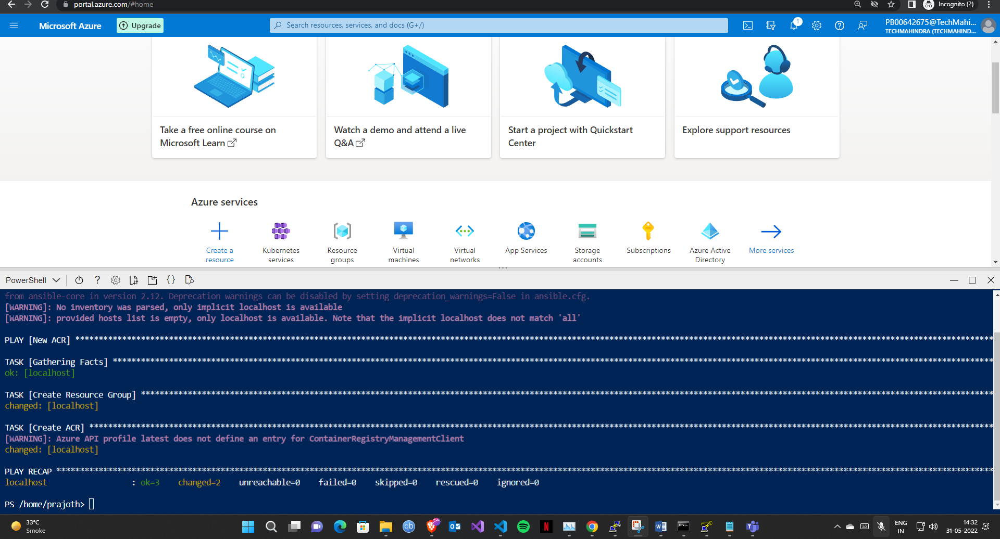 portal.azure.com/#home
Incognito (2)
Microsoft Azure
Upgrade
Search resources, services, and docs (G+/)
1
PB00642675@TechMahi...
TECHMAHINDRA (TECHMAHIND...
Take a free online course on
Microsoft Learn
Watch a demo and attend a live
Q&A
Start a project with Quickstart
Center
Explore support resources
Azure services
Create a
resource
Kubernetes
services
Resource
groups
Virtual
machines
Virtual
networks
App Services
Storage
accounts
Subscriptions
Azure Active
Directory
More services
PowerShell
from ansible-core in version 2.12. Deprecation warnings can be disabled by setting deprecation_warnings=False in ansible.cfg.
[WARNING]: No inventory was parsed, only implicit localhost is available
[WARNING]: provided hosts list is empty, only localhost is available. Note that the implicit localhost does not match 'all'
PLAY [New ACR] ****************************************************************
TASK [Gathering Facts] ****************************************************************
ok: [localhost]
TASK [Create Resource Group] ****************************************************************
changed: [localhost]
TASK [Create ACR] ****************************************************************
[WARNING]: Azure API profile latest does not define an entry for ContainerRegistryManagementClient
changed: [localhost]
PLAY RECAP ****************************************************************
localhost : ok=3 changed=2 unreachable=0 failed=0 skipped=0 rescued=0 ignored=0
PS /home/prajoth>
33°C
Smoke
ENG
IN
14:32
31-05-2022